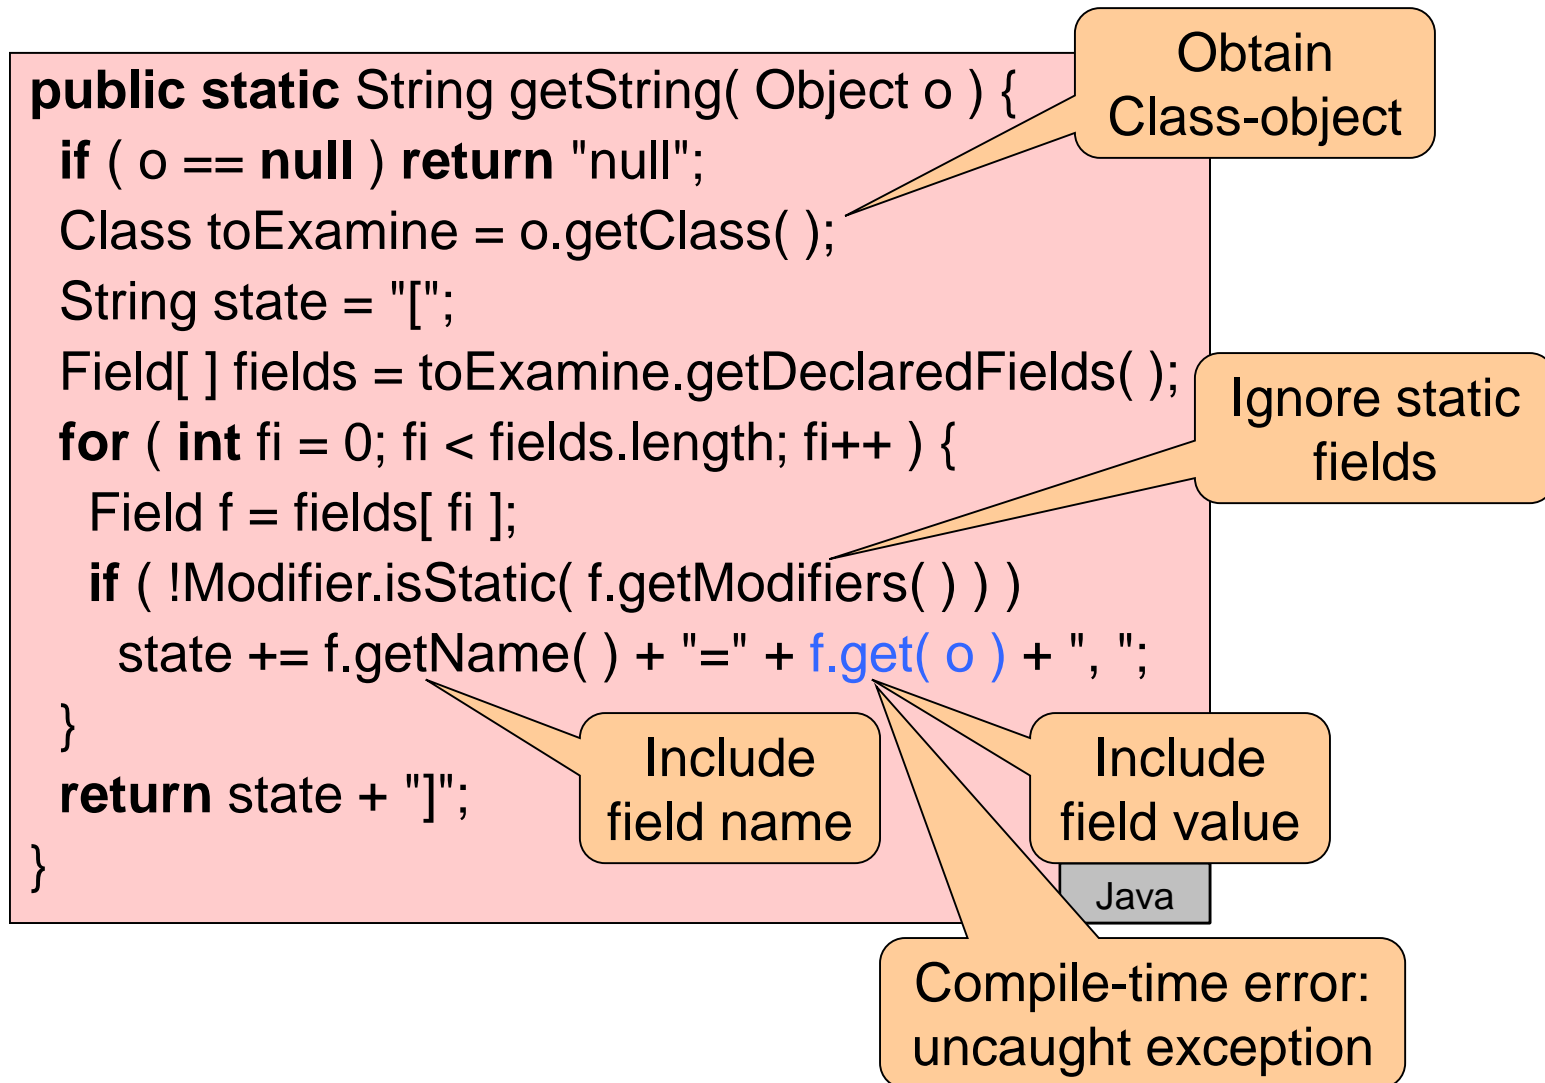 Obtain
Class-object
public static String getString( Object o ) {
if ( o == null ) return "null";
Class toExamine = o.getClass( );
String state = "[";
Field[ ] fields = toExamine.getDeclaredFields( );
Ignore static
fields
for ( int fi = 0; fi < fields.length; fi++ ) {
Field f = fields[ fi ];
if ( !Modifier.isStatic( f.getModifiers( ) ) )
state += f.getName( ) + "=" + f.get( o ) + ", ";
}
Include
field name
Include
field value
return state + "]";
}
Java
Compile-time error:
uncaught exception